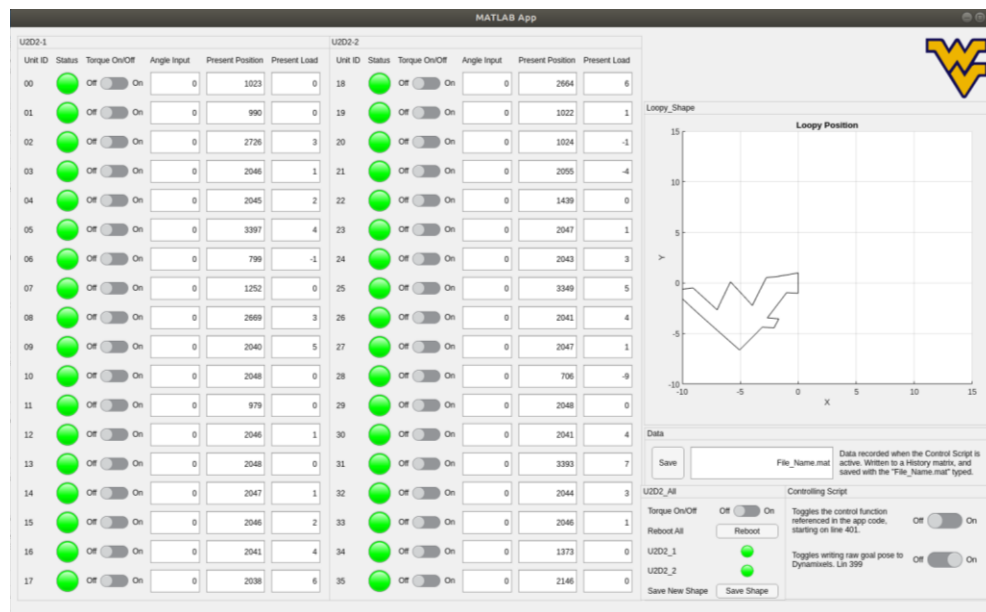 MATLAB App
U2D2-1
U2D2-2
Unit ID Status Torque On/Off Angle Input Present Position Present Load Unit ID Status Torque On/Off Angle Input Present Position Present Load
00 Off On 0 1023 0 18 Off On 0 2664 6
01 Off On 0 990 0 19 Off On 0 1022 1
02 Off On 0 2726 3 20 Off On 0 1024 -1
03 Off On 0 2046 1 21 Off On 0 2055 -4
04 Off On 0 2045 2 22 Off On 0 1439 0
05 Off On 0 3397 4 23 Off On 0 2047 1
06 Off On 0 799 -1 24 Off On 0 2043 3
07 Off On 0 1252 0 25 Off On 0 3349 5
08 Off On 0 2669 3 26 Off On 0 2041 4
09 Off On 0 2040 5 27 Off On 0 2047 1
10 Off On 0 2048 0 28 Off On 0 706 -9
11 Off On 0 979 0 29 Off On 0 2048 0
12 Off On 0 2046 1 30 Off On 0 2041 4
13 Off On 0 2048 0 31 Off On 0 3393 7
14 Off On 0 2047 1 32 Off On 0 2044 3
15 Off On 0 2046 2 33 Off On 0 2046 1
16 Off On 0 2041 4 34 Off On 0 1373 0
17 Off On 0 2038 6 35 Off On 0 2146 0
WV
Loopy_Shape
Loopy Position
15
10
5
0
-5
-10
Y
-10 -5 0 5 10 15
X
Data
Save
File_Name.mat
Data recorded when the Control Script is
active. Written to a History matrix, and
saved with the "File_Name.mat" typed.
U2D2_All
Torque On/Off Off On
Reboot All Reboot
U2D2_1
U2D2_2
Save New Shape Save Shape
Controlling Script
Toggles the control function
referenced in the app code,
starting on line 401.
Off On
Toggles writing raw goal pose to
Dynamixels. Lin 399
Off On